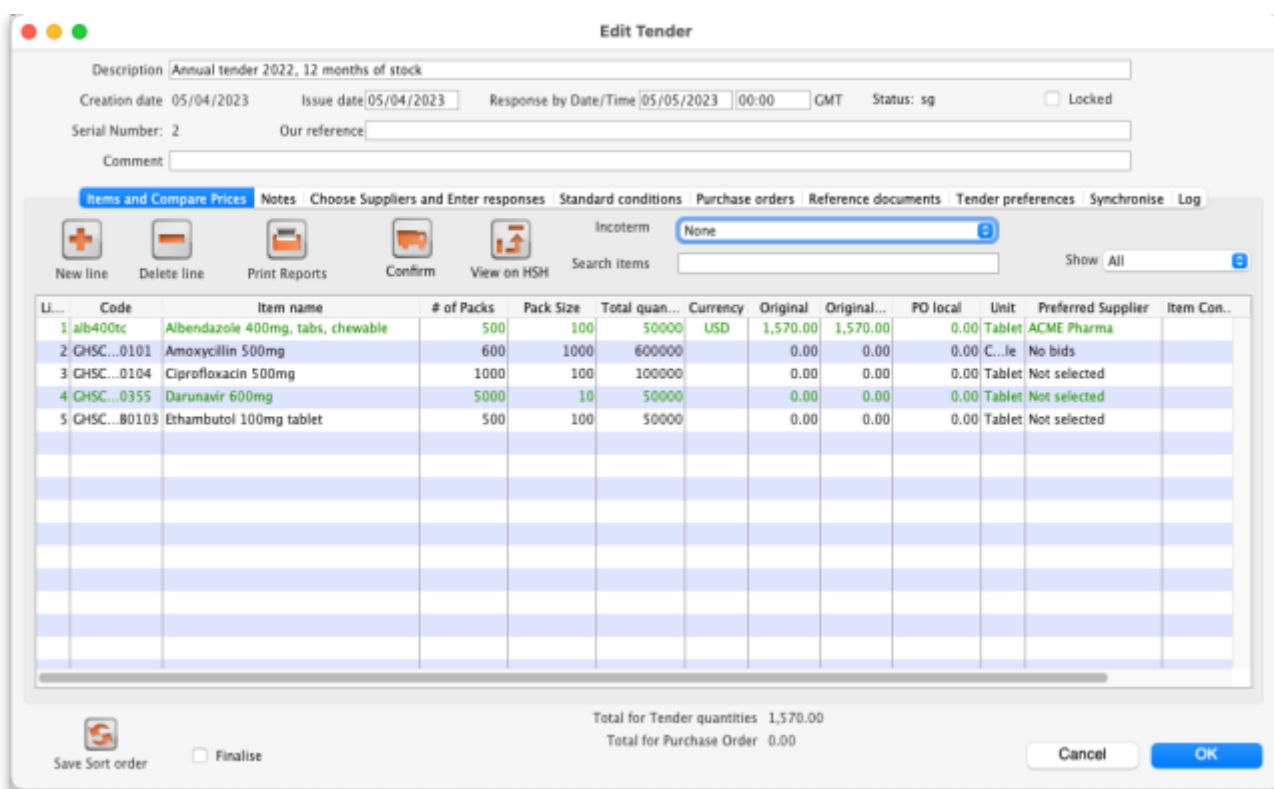 Edit Tender
Description Annual tender 2022, 12 months of stock
Creation date 05/04/2023 Issue date 05/04/2023 Response by Date/Time 05/05/2023 00:00 GMT Status: sg Locked
Serial Number: 2 Our reference
Comment
Items and Compare Prices Notes Choose Suppliers and Enter responses Standard conditions Purchase orders Reference documents Tender preferences Synchronise Log
Incoterm None
Search items Show All
New line Delete line Print Reports Confirm View on HSH
Li... Code Item name # of Packs Pack Size Total quan... Currency Original Original... PO local Unit Preferred Supplier Item Con..
1 alb400tc Albendazole 400mg, tabs, chewable 500 100 50000 USD 1,570.00 1,570.00 0.00 Tablet ACME Pharma
2 GHSC...0101 Amoxycillin 500mg 600 1000 600000 0.00 0.00 0.00 C...le No bids
3 GHSC...0104 Ciprofloxacin 500mg 1000 100 100000 0.00 0.00 0.00 Tablet Not selected
4 GHSC...0355 Darunavir 600mg 5000 10 50000 0.00 0.00 0.00 Tablet Not selected
5 GHSC...80103 Ethambutol 100mg tablet 500 100 50000 0.00 0.00 0.00 Tablet Not selected
Total for Tender quantities 1,570.00
Total for Purchase Order 0.00
Save Sort order Finalise Cancel OK